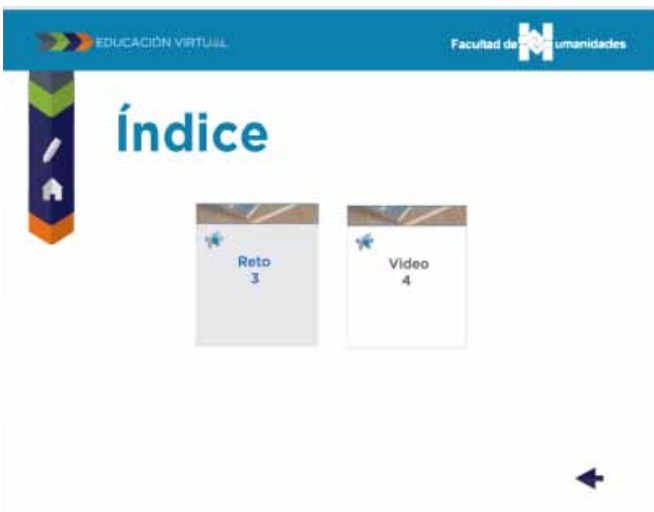 EDUCACIÓN VIRTUAL
Facultad de Humanidades
Índice
Reto
3
Video
4